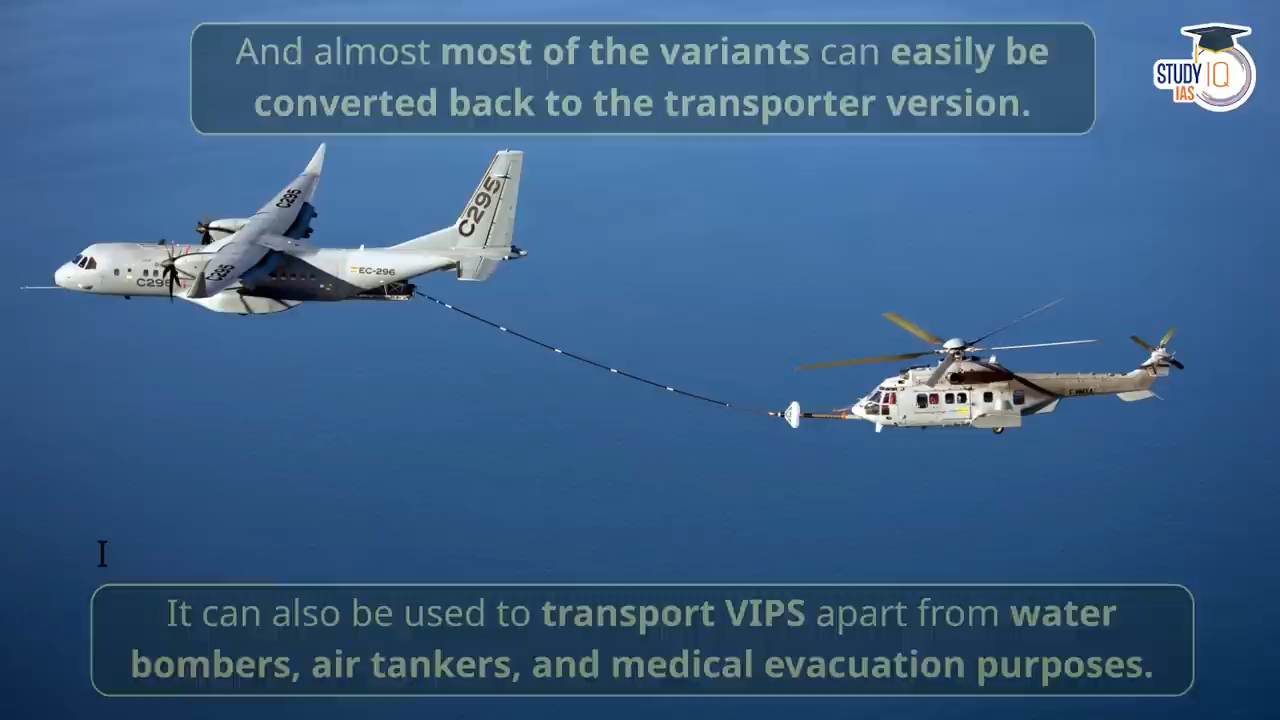 And almost most of the variants can easily be
converted back to the transporter version.
STUDY IQ
IAS
C295
C295
C295
C295
EC-296
It can also be used to transport VIPS apart from water
bombers, air tankers, and medical evacuation purposes.